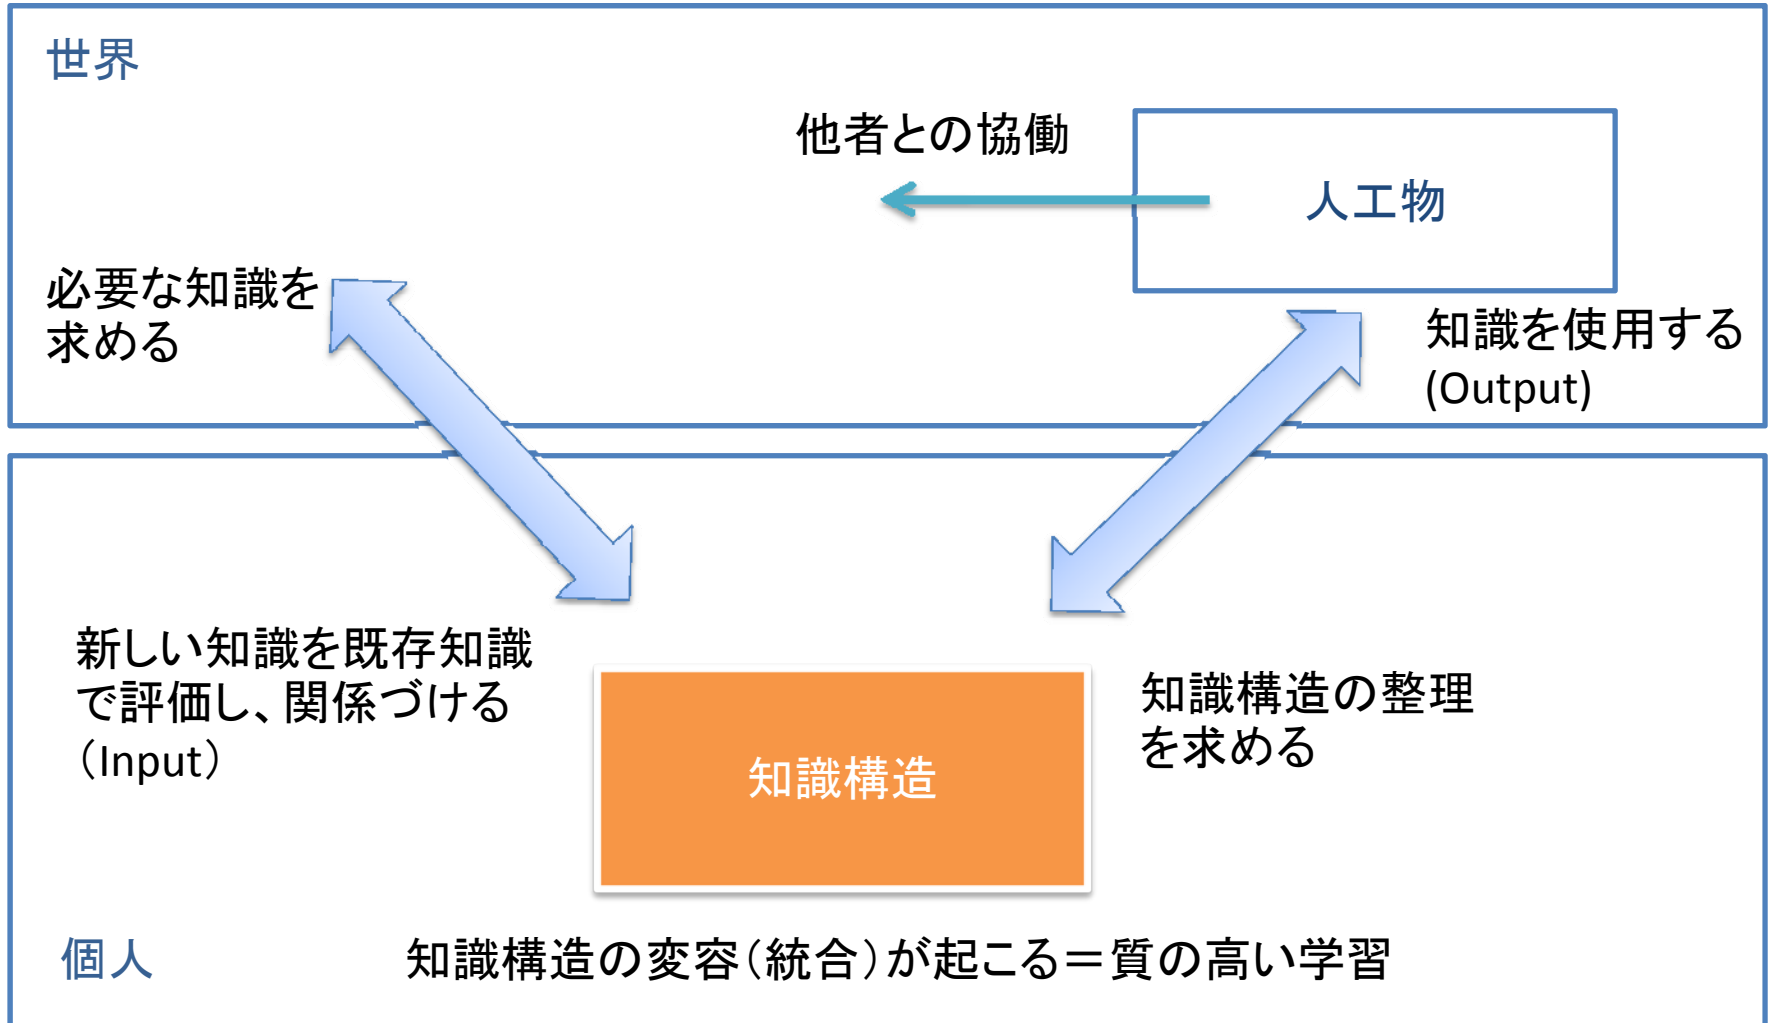 世界
他者との協働
人工物
必要な知識を
求める
知識を使用する
(Output)
新しい知識を既存知識
で評価し、関係づける
（Input）
知識構造
知識構造の整理
を求める
個人
知識構造の変容（統合）が起こる＝質の高い学習